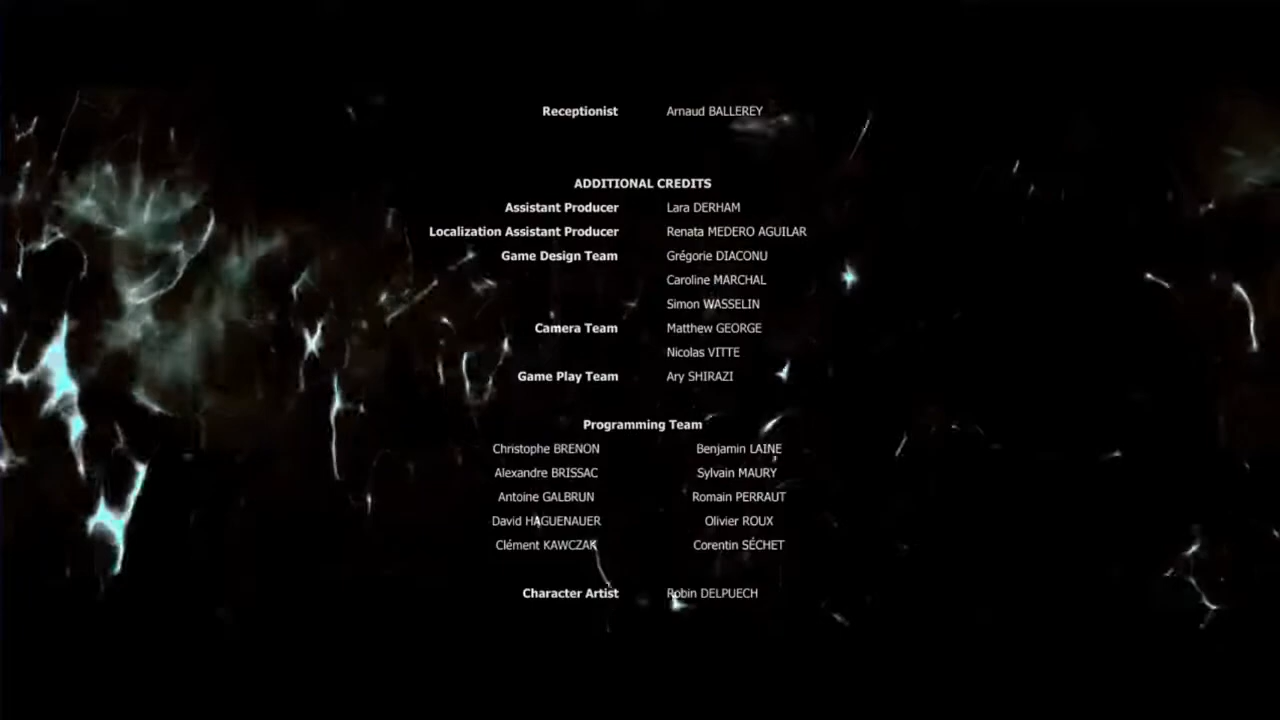 Receptionist Arnaud BALLEREY
ADDITIONAL CREDITS
Assistant Producer Lara DERHAM
Localization Assistant Producer Renata MEDERO AGUILAR
Game Design Team Grégorie DIACONU
Caroline MARCHAL
Simon WASSELIN
Camera Team Matthew GEORGE
Nicolas VITTE
Game Play Team Ary SHIRAZI
Programming Team
Christophe BRENON Benjamin LAINE
Alexandre BRISSAC Sylvain MAURY
Antoine GALBRUN Romain PERRAUT
David HAGUENAUER Olivier ROUX
Clément KAWCZAK Corentin SÉCHET
Character Artist Robin DELPUECH